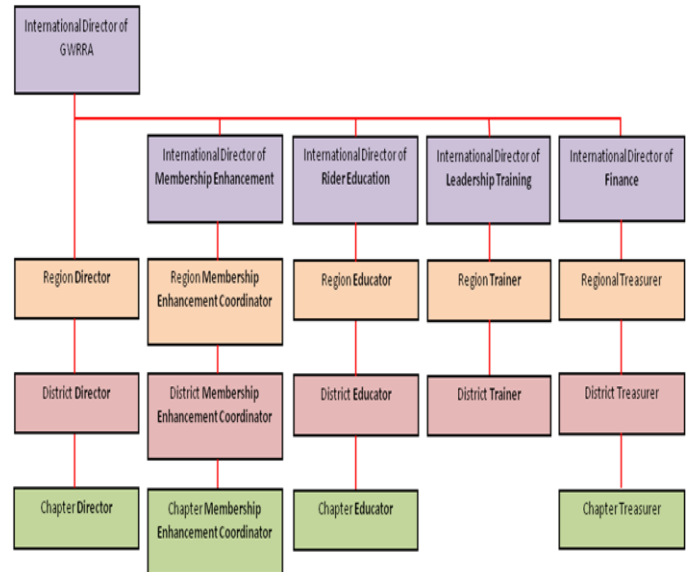 International Director of
GWRRA
International Director of
Membership Enhancement
International Director of
Rider Education
International Director of
Leadership Training
International Director of
Finance
Region Director
Region Membership
Enhancement Coordinator
Region Educator
Region Trainer
Regional Treasurer
District Director
District Membership
Enhancement Coordinator
District Educator
District Trainer
District Treasurer
Chapter Director
Chapter Membership
Enhancement Coordinator
Chapter Educator
Chapter Treasurer